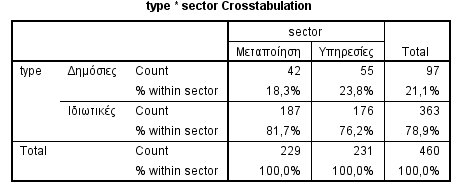 type * sector Crosstabulation
sector
Μεταποίηση Υπηρεσίες Total
type Δημόσιες Count 42 55 97
% within sector 18,3% 23,8% 21,1%
Ιδιωτικές Count 187 176 363
% within sector 81,7% 76,2% 78,9%
Total Count 229 231 460
% within sector 100,0% 100,0% 100,0%